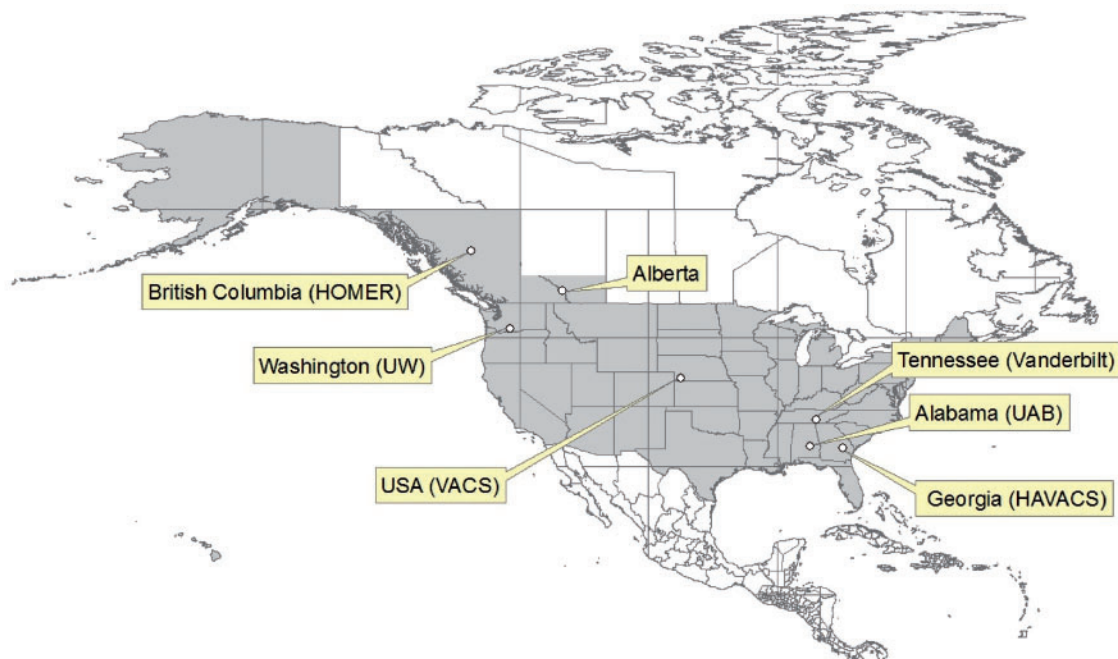 British Columbia (HOMER)
Alberta
Washington (UW)
Tennessee (Vanderbilt)
Alabama (UAB)
USA (VACS)
Georgia (HAVACS)